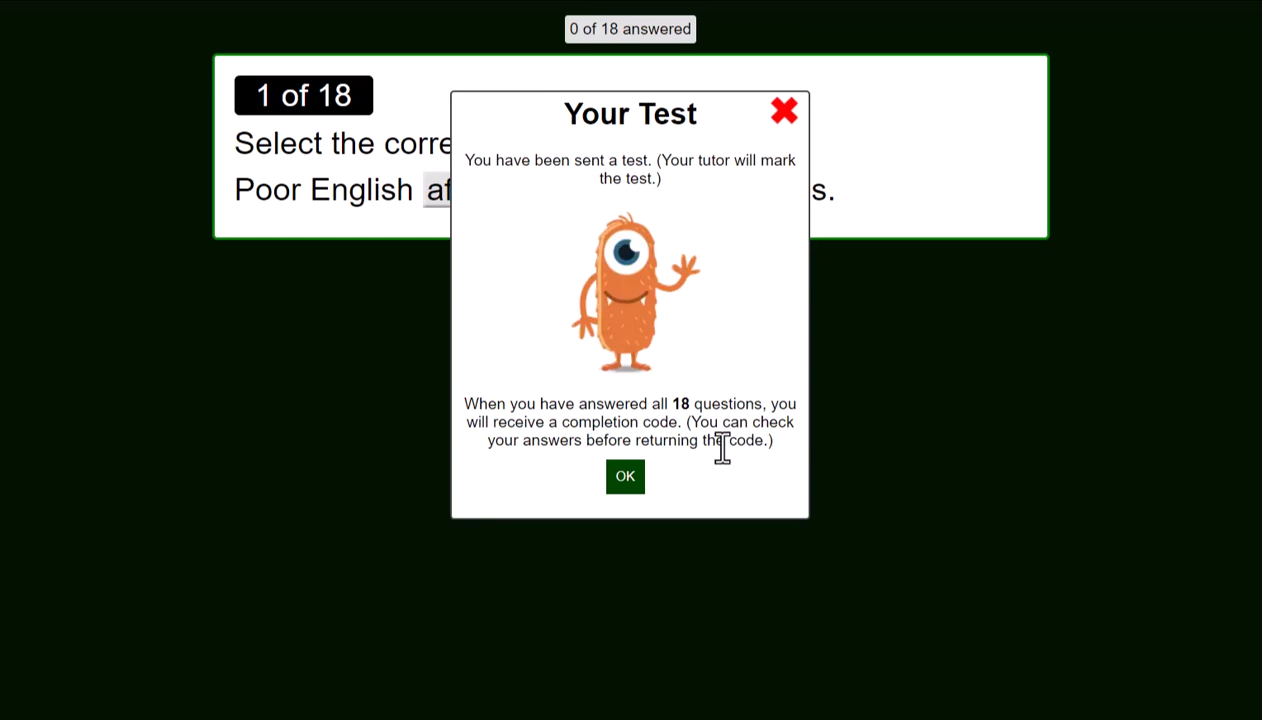 0 of 18 answered
1 of 18
Your Test
Select the corre
You have been sent a test. (Your tutor will mark
the test.)
Poor English af
s.
When you have answered all 18 questions, you
will receive a completion code. (You can check
your answers before returning the code.)
OK